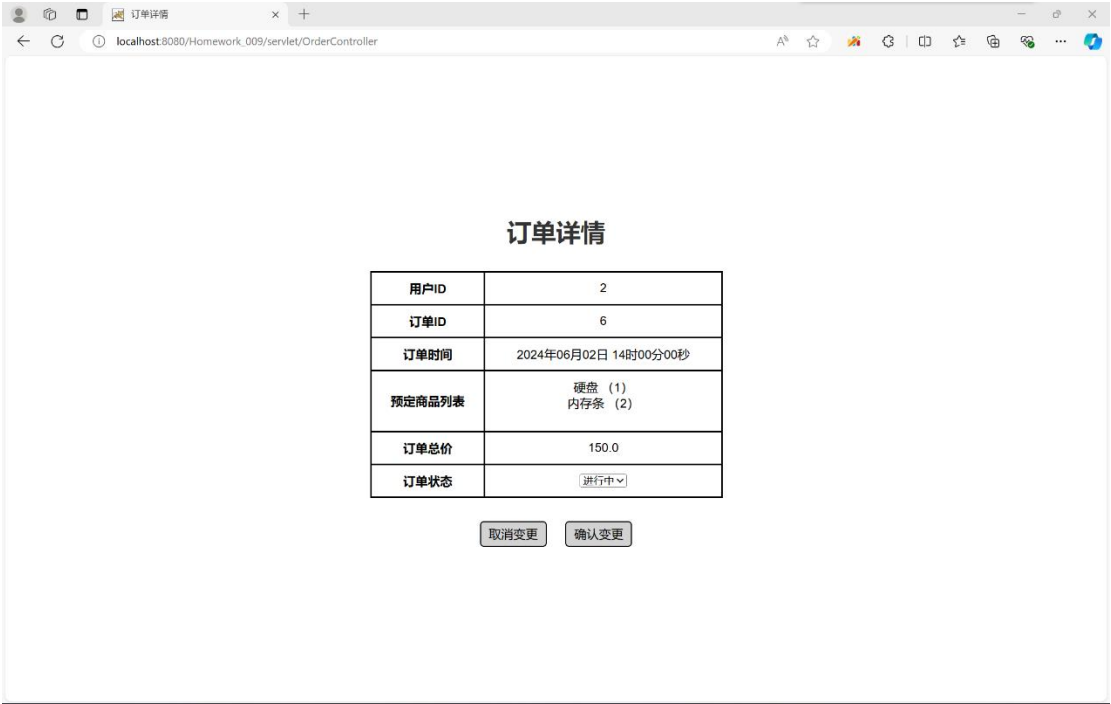 订单详情
localhost:8080/Homework_009/servlet/OrderController
订单详情
用户ID 2
订单ID 6
订单时间 2024年06月02日 14时00分00秒
预定商品列表 硬盘 （1）
内存条 （2）
订单总价 150.0
订单状态 进行中
取消变更 确认变更